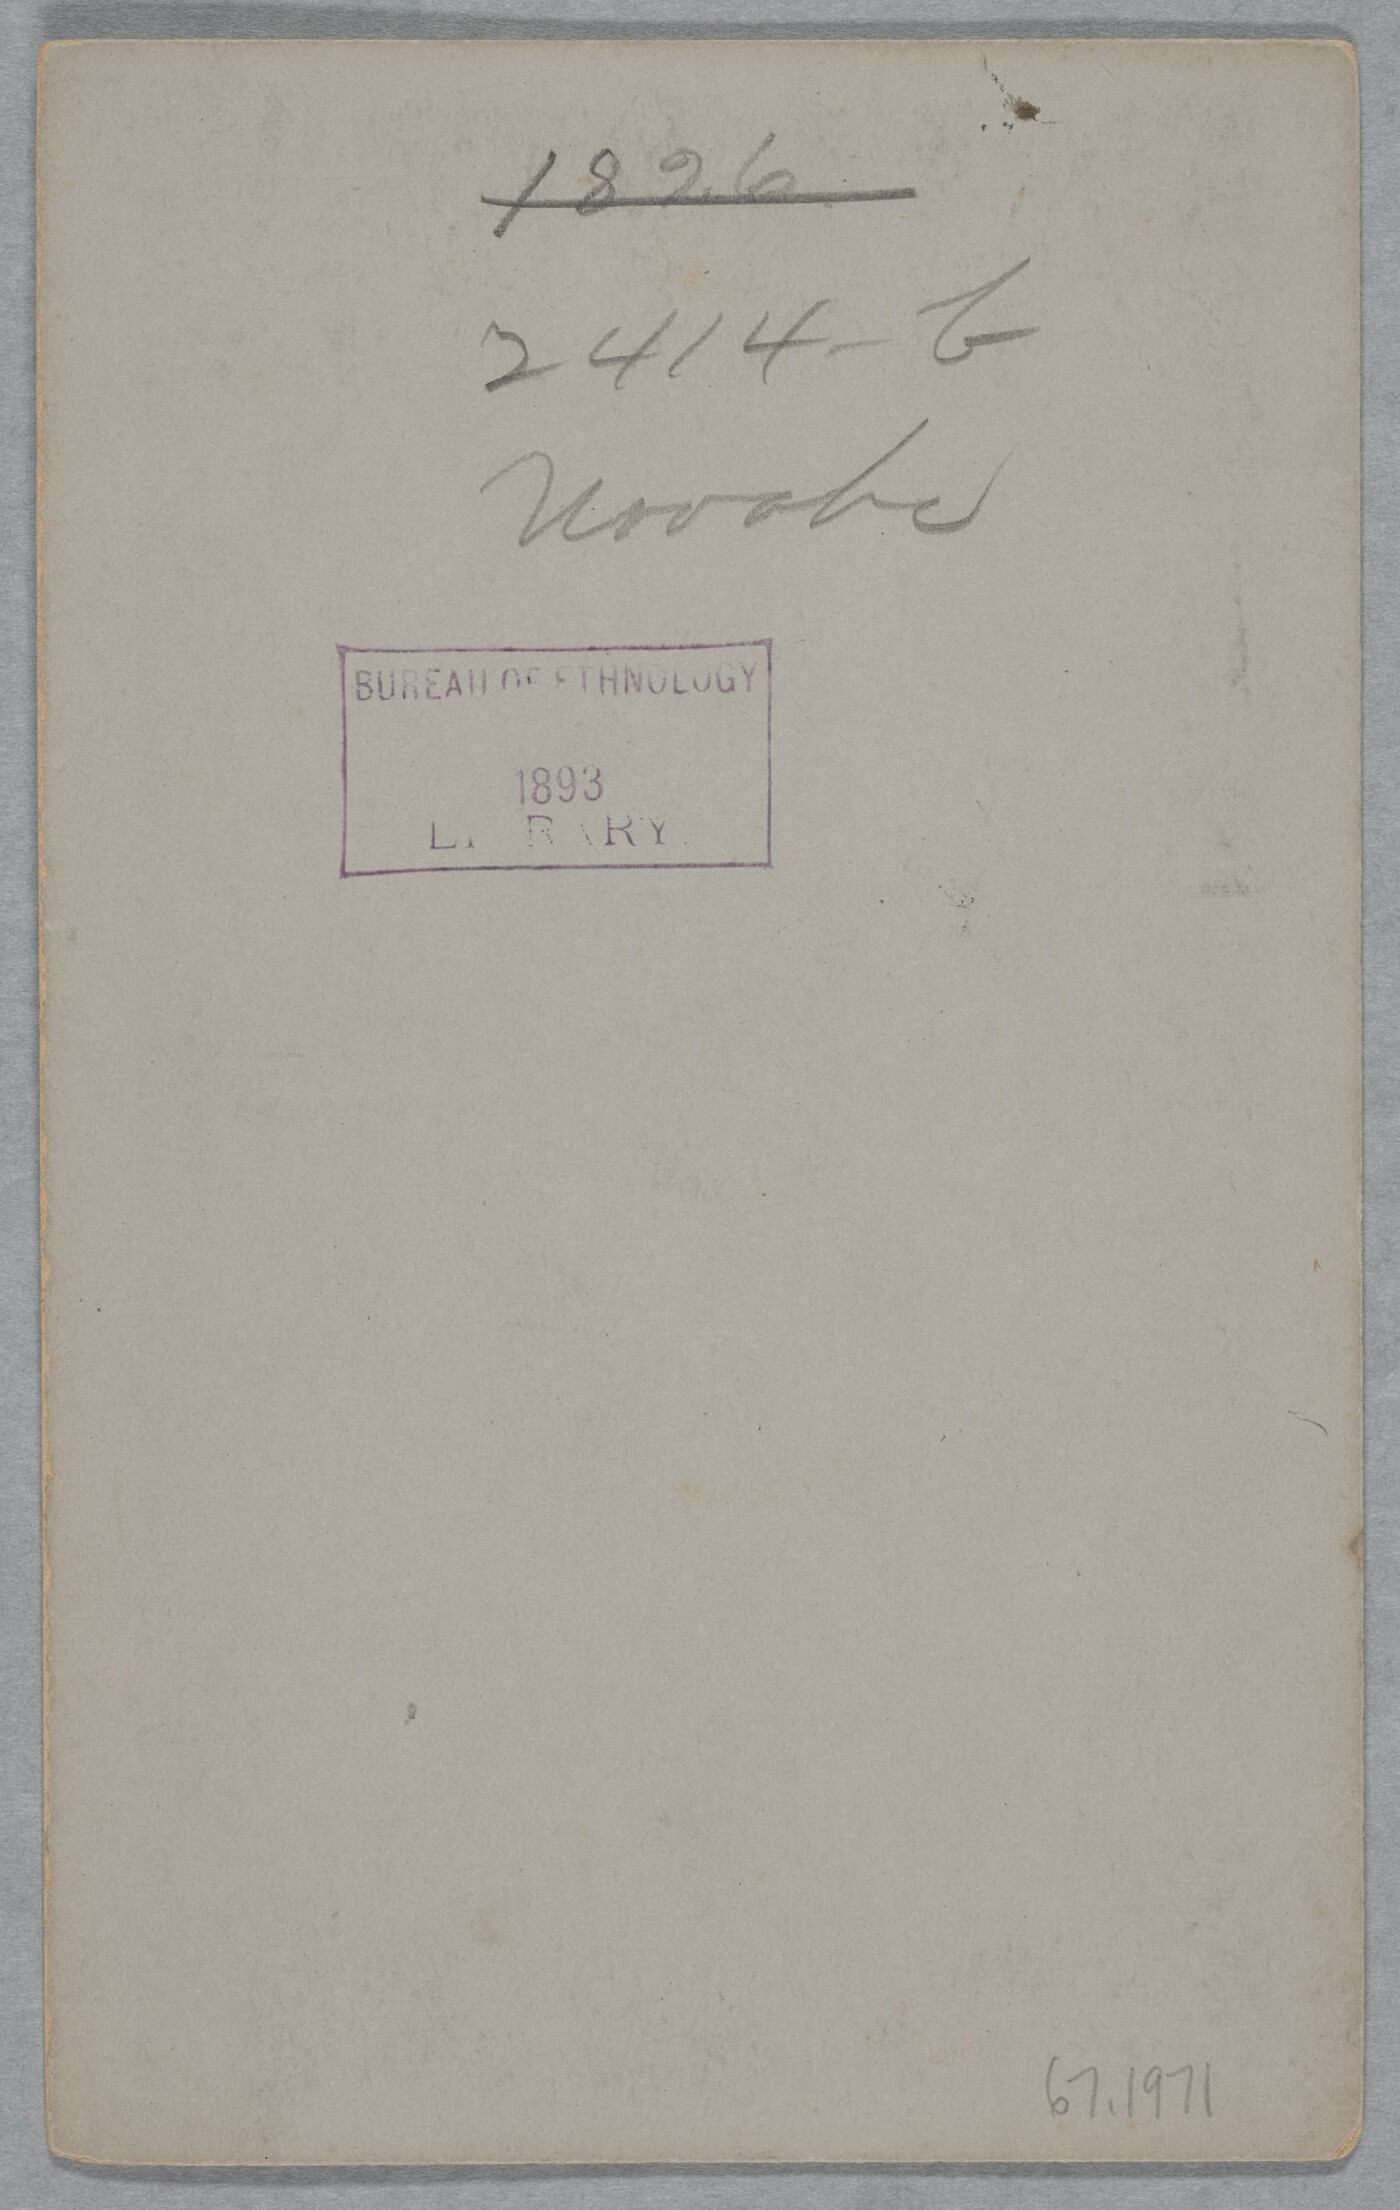 1826
2414-b
BUREAU OF ETHNOLOGY
1893
LIBRARY.
67.1971